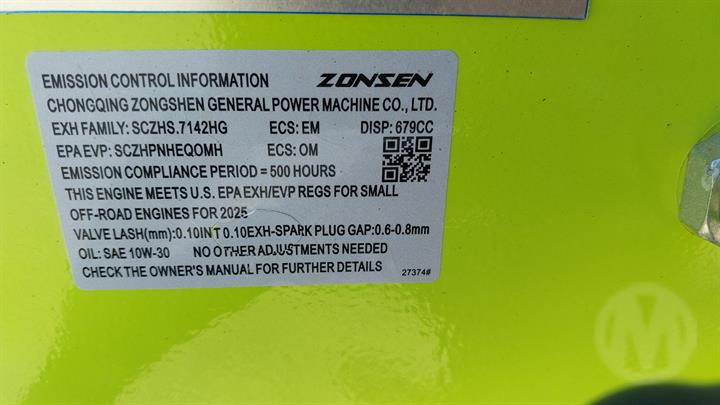 EMISSION CONTROL INFORMATION ZONSEN
CHONGQING ZONGSHEN GENERAL POWER MACHINE CO., LTD.
EXH FAMILY: SCZHS.7142HG ECS: EM DISP: 679CC
EPA EVP: SCZHPNHEQOMH ECS: OM
EMISSION COMPLIANCE PERIOD = 500 HOURS
THIS ENGINE MEETS U.S. EPA EXH/EVP REGS FOR SMALL
OFF-ROAD ENGINES FOR 2025
VALVE LASH(mm):0.10INT 0.10EXH-SPARK PLUG GAP:0.6-0.8mm
OIL: SAE 10W-30 NO OTHER ADJUSTMENTS NEEDED
CHECK THE OWNER'S MANUAL FOR FURTHER DETAILS 27374#
M